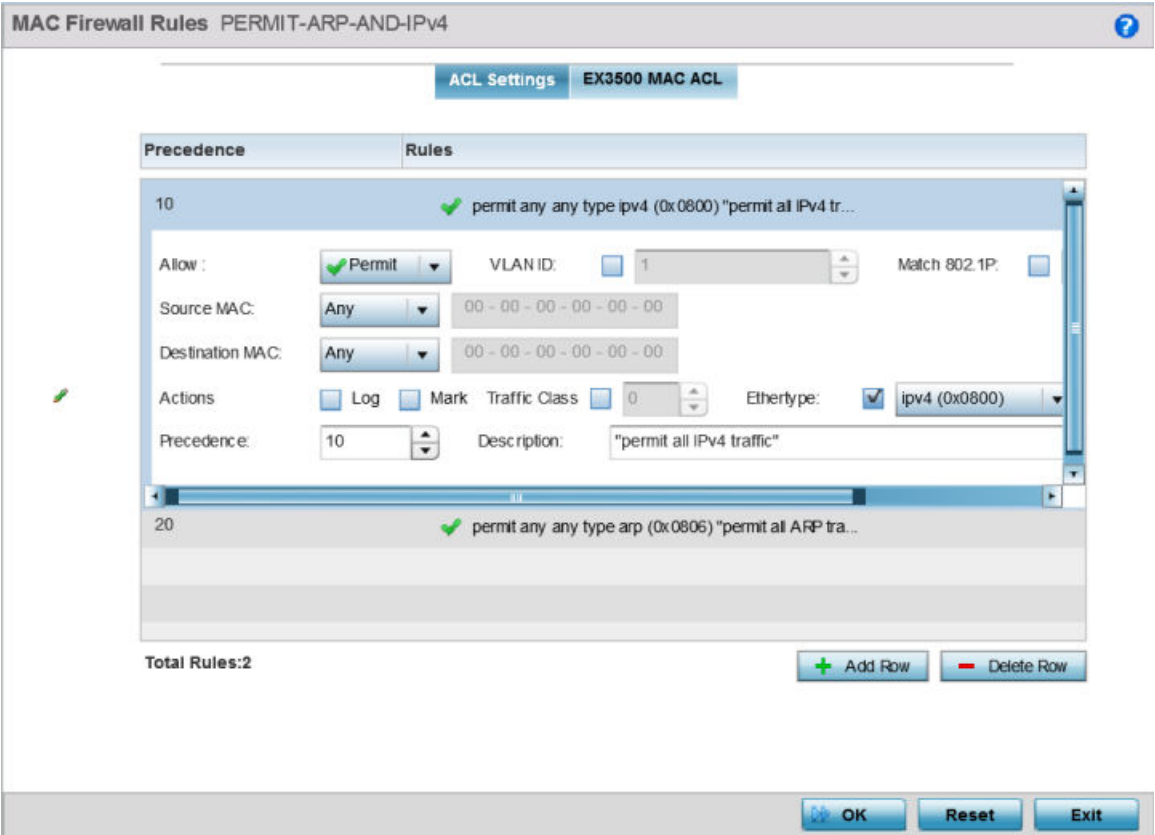 MAC Firewall Rules PERMIT-ARP-AND-IPv4 ?
ACL Settings EX3500 MAC ACL
Precedence Rules
10 permit any any type ipv4 (0x0800) "permit all IPv4 tr...
Allow : Permit VLAN ID: 1 Match 802.1P:
Source MAC: Any 00 - 00 - 00 - 00 - 00 - 00
Destination MAC: Any 00 - 00 - 00 - 00 - 00 - 00
Actions Log Mark Traffic Class 0 Ethertype: ipv4 (0x0800)
Precedence: 10 Description: "permit all IPv4 traffic"
20 permit any any type arp (0x0806) "permit all ARP tra...
Total Rules:2 Add Row Delete Row
OK Reset Exit